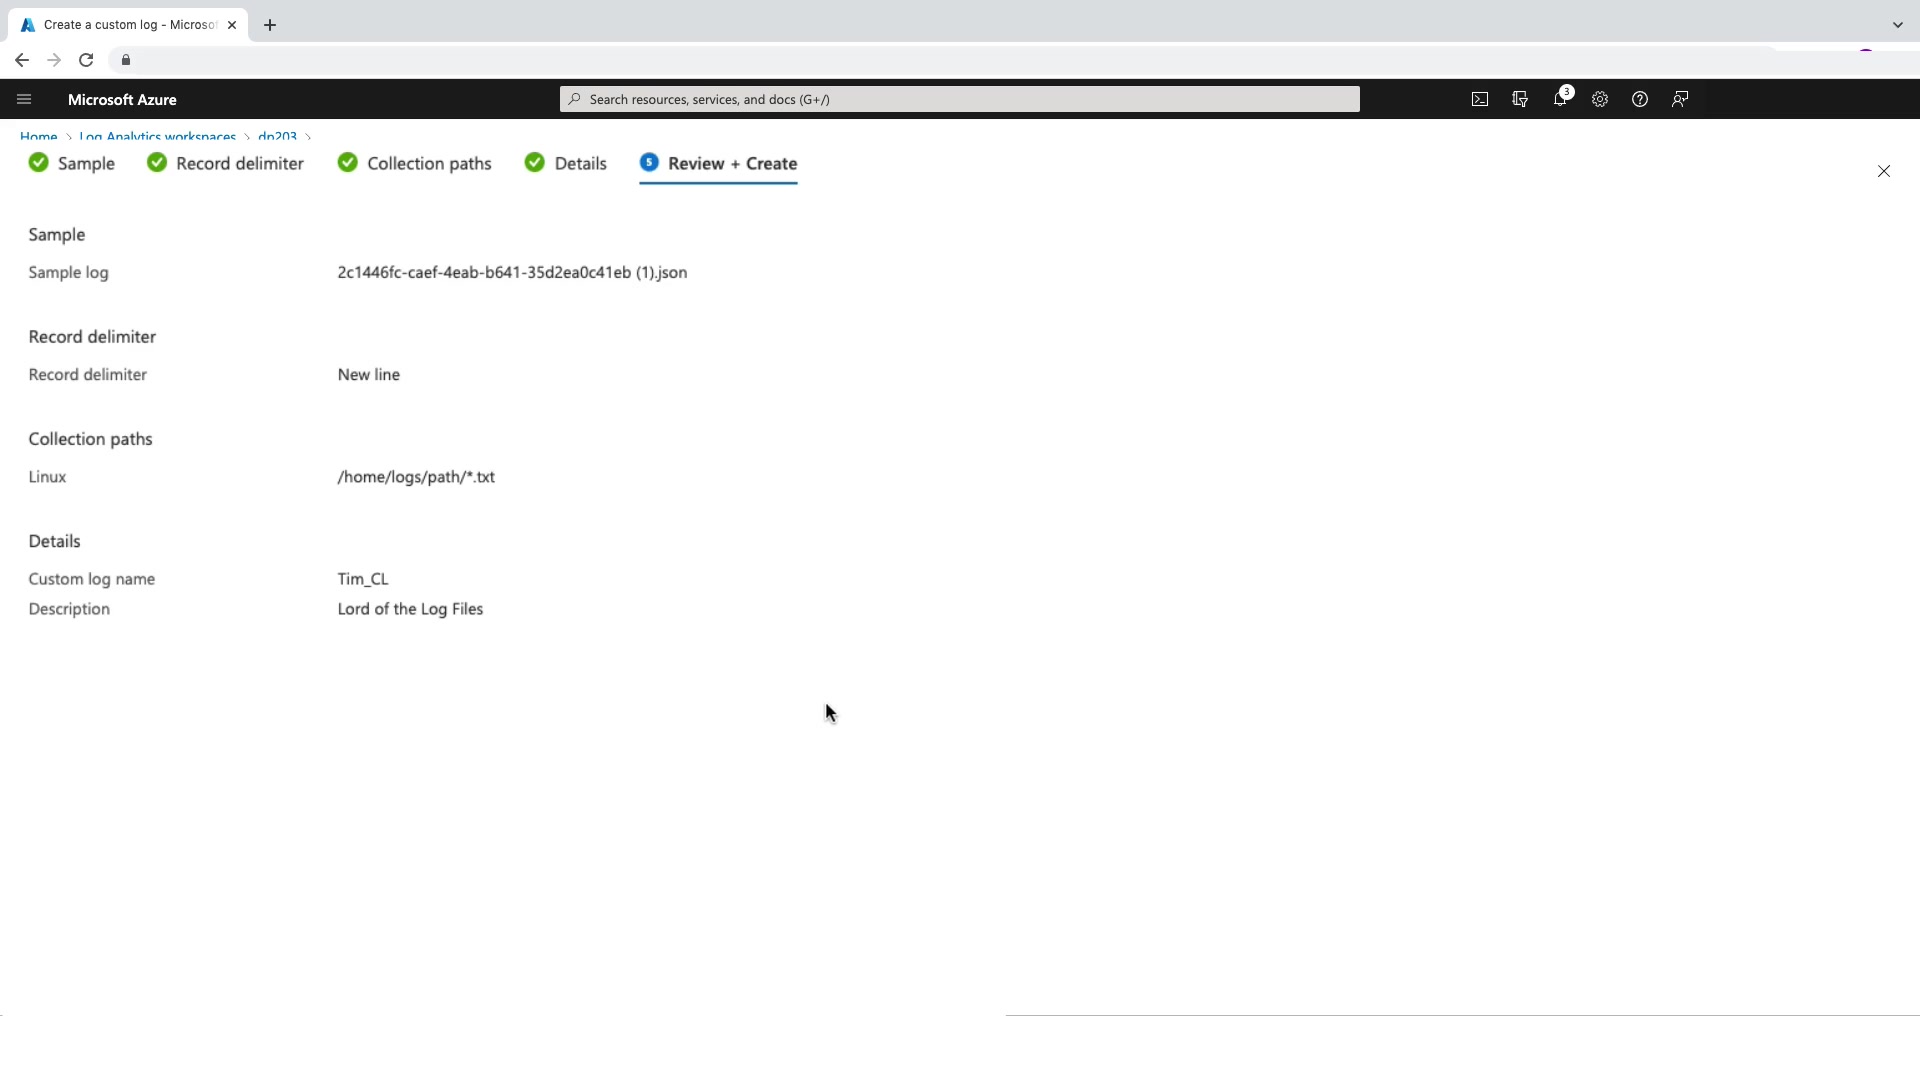 Create a custom log - Microsof
Microsoft Azure
Search resources, services, and docs (G+/)
3
Home > Log Analytics workspaces > dp203 >
Sample
Record delimiter
Collection paths
Details
5
Review + Create
Sample
Sample log
2c1446fc-caef-4eab-b641-35d2ea0c41eb (1).json
Record delimiter
Record delimiter
New line
Collection paths
Linux
/home/logs/path/*.txt
Details
Custom log name
Tim_CL
Description
Lord of the Log Files